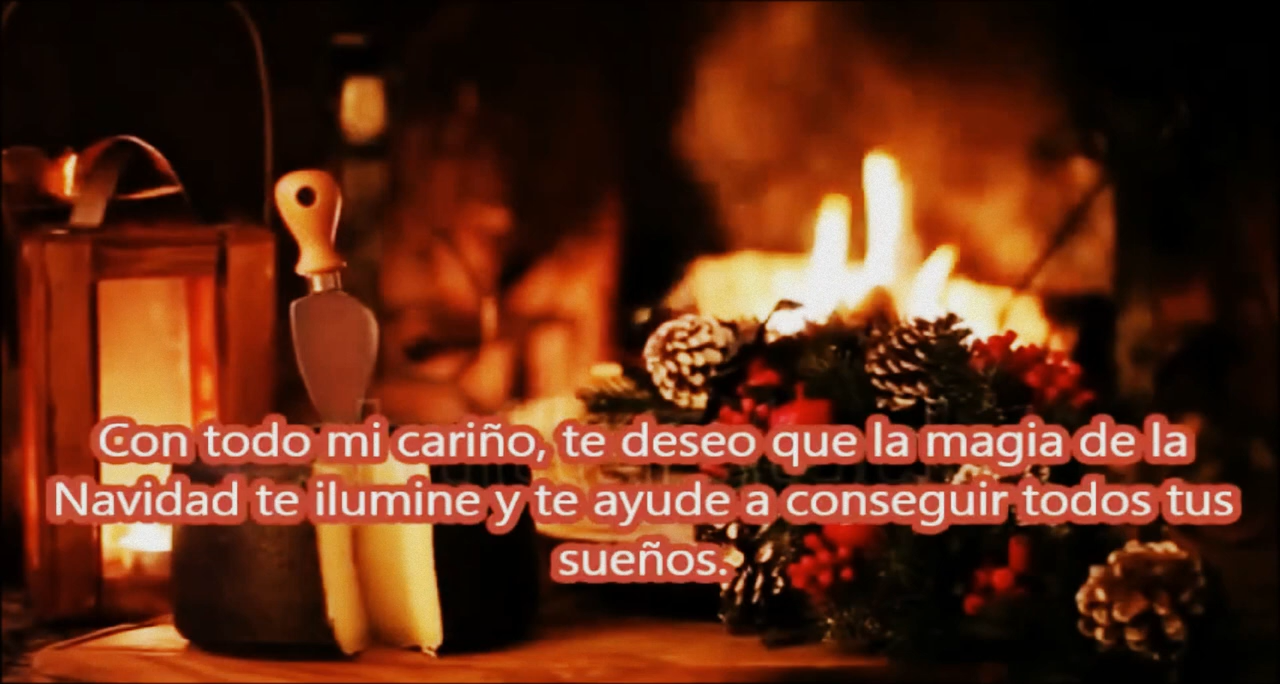 Con todo mi cariño, te deseo que la magia de la
Navidad te ilumine y te ayude a conseguir todos tus
sueños.